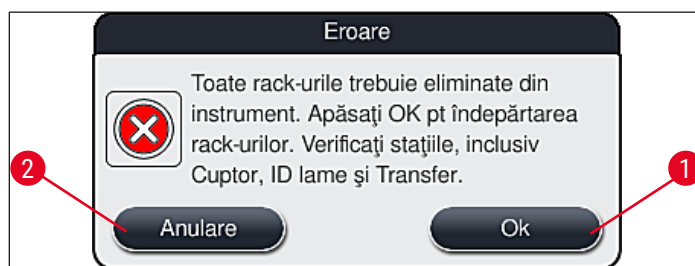 Eroare
Toate rack-urile trebuie eliminate din
instrument. Apăsaţi OK pt îndepărtarea
rack-urilor. Verificaţi staţiile, inclusiv
Cuptor, ID lame şi Transfer.
2
1
Anulare
Ok